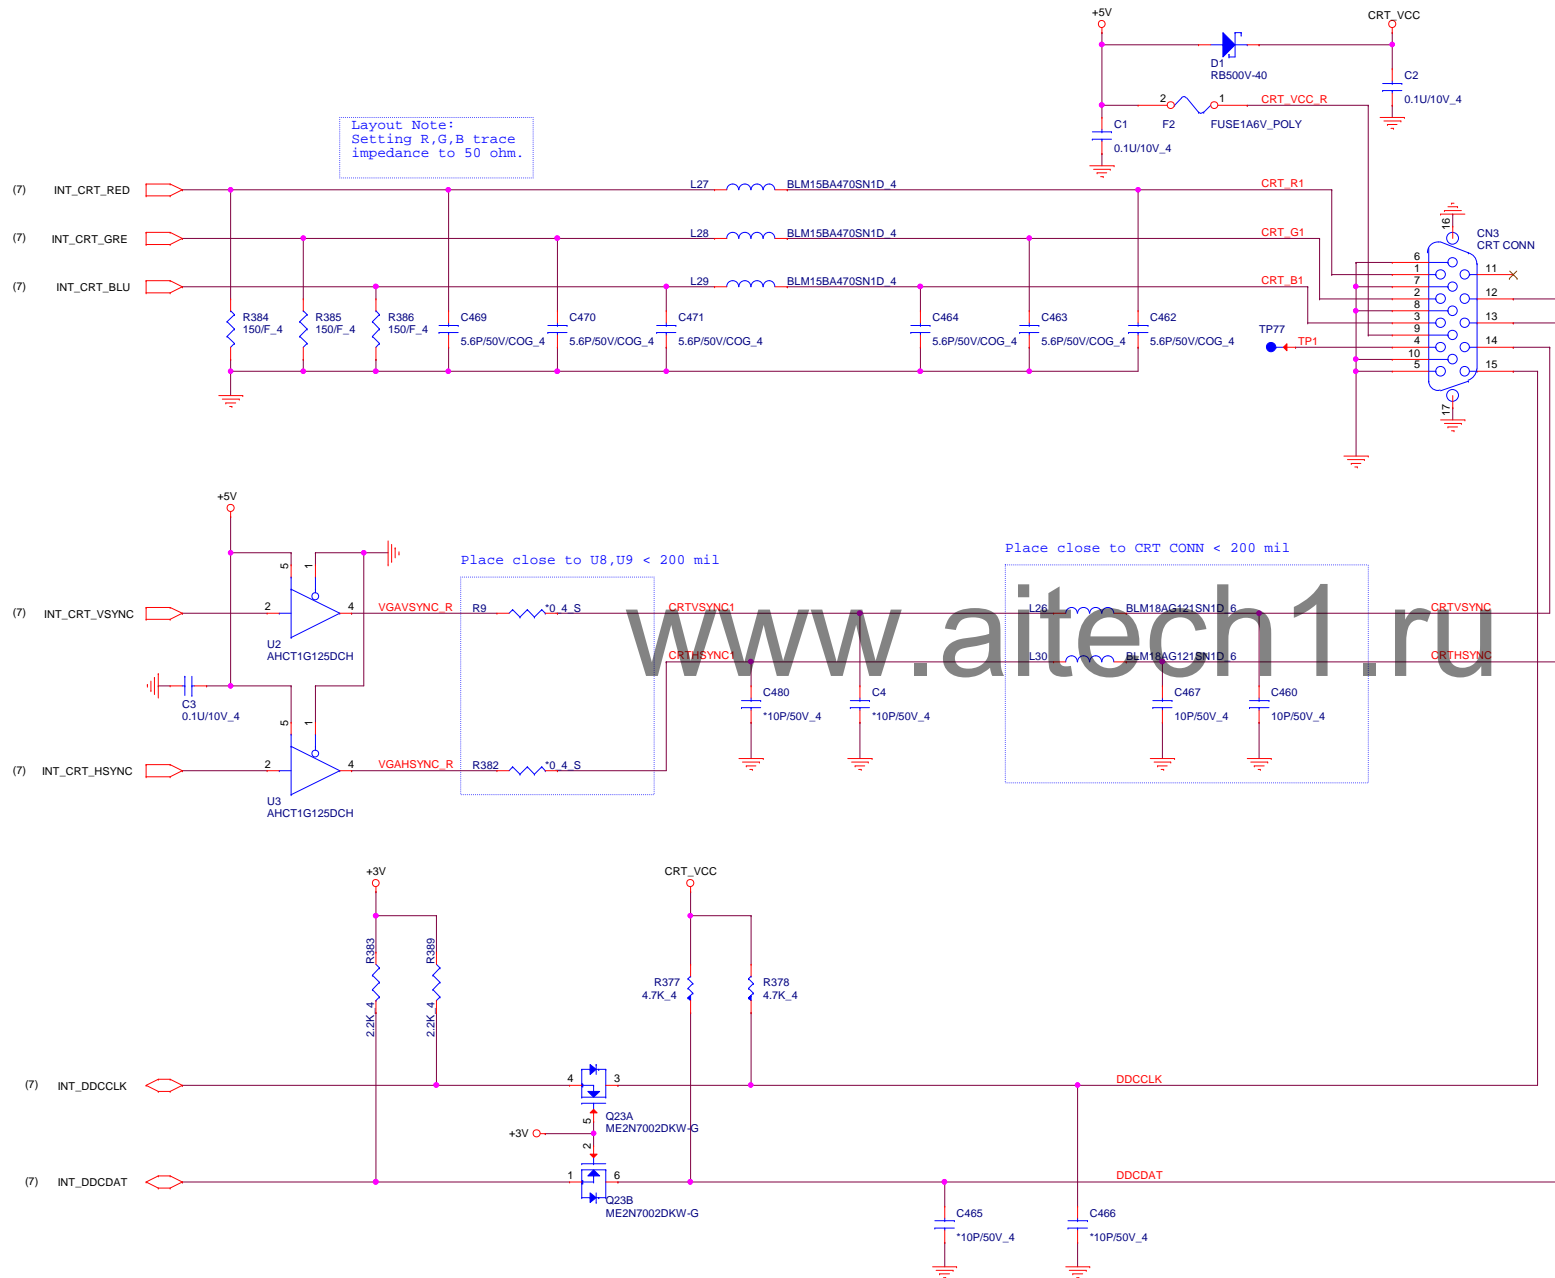 +5V
CRT_VCC
D1
RB500V-40
C2
0.1U/10V_4
2
1
CRT_VCC_R
C1
F2
FUSE1A6V_POLY
0.1U/10V_4
Layout Note:
Setting R,G,B trace
impedance to 50 ohm.
(7) INT_CRT_RED
L27
BLM15BA470SN1D_4
CRT_R1
(7) INT_CRT_GRE
L28
BLM15BA470SN1D_4
CRT_G1
(7) INT_CRT_BLU
L29
BLM15BA470SN1D_4
CRT_B1
16
CN3
CRT CONN
6
1
7
2
8
3
9
4
10
5
11
12
13
14
15
17
R384
150/F_4
R385
150/F_4
R386
150/F_4
C469
5.6P/50V/COG_4
C470
5.6P/50V/COG_4
C471
5.6P/50V/COG_4
C464
5.6P/50V/COG_4
C463
5.6P/50V/COG_4
C462
5.6P/50V/COG_4
TP77
TP1
+5V
Place close to U8,U9 < 200 mil
Place close to CRT CONN < 200 mil
5
1
(7) INT_CRT_VSYNC
2
4
VGAVSYNC_R
R9
*0_4_S
CRTVSYNC1
L26
BLM18AG121SN1D_6
CRTVSYNC
U2
AHCT1G125DCH
www.aitech1.ru
CRTHSYNC1
L30
BLM18AG121SN1D_6
CRTHSYNC
C3
0.1U/10V_4
C480
*10P/50V_4
C4
*10P/50V_4
C467
10P/50V_4
C460
10P/50V_4
5
1
(7) INT_CRT_HSYNC
2
4
VGAHSYNC_R
R382
*0_4_S
U3
AHCT1G125DCH
+3V
CRT_VCC
R383
2.2K_4
R389
2.2K_4
R377
4.7K_4
R378
4.7K_4
(7) INT_DDCCLK
4
3
DDCCLK
5
Q23A
ME2N7002DKW-G
+3V
2
(7) INT_DDCDAT
1
6
DDCDAT
Q23B
ME2N7002DKW-G
C465
*10P/50V_4
C466
*10P/50V_4